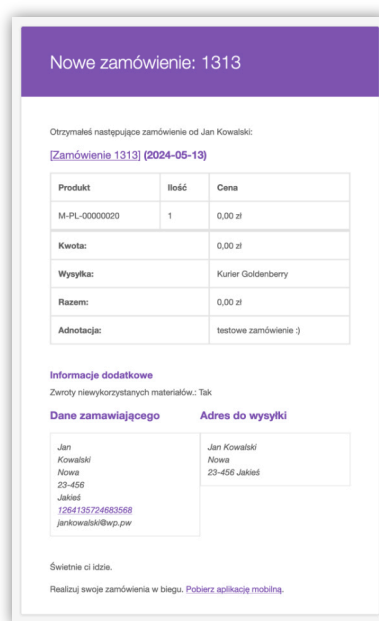 Nowe zamówienie: 1313
Otrzymałeś następujące zamówienie od Jan Kowalski:
[Zamówienie 1313] (2024-05-13)
Produkt Ilość Cena
M-PL-00000020 1 0,00 zł
Kwota: 0,00 zł
Wysyłka: Kurier Goldenberry
Razem: 0,00 zł
Adnotacja: testowe zamówienie :)
Informacje dodatkowe
Zwroty niewykorzystanych materiałów.: Tak
Dane zamawiającego
Jan
Kowalski
Nowa
23-456
Jakieś
1264135724683568
jankowalski@wp.pw
Adres do wysyłki
Jan Kowalski
Nowa
23-456 Jakieś
Świetnie ci idzie.
Realizuj swoje zamówienia w biegu. Pobierz aplikację mobilną.